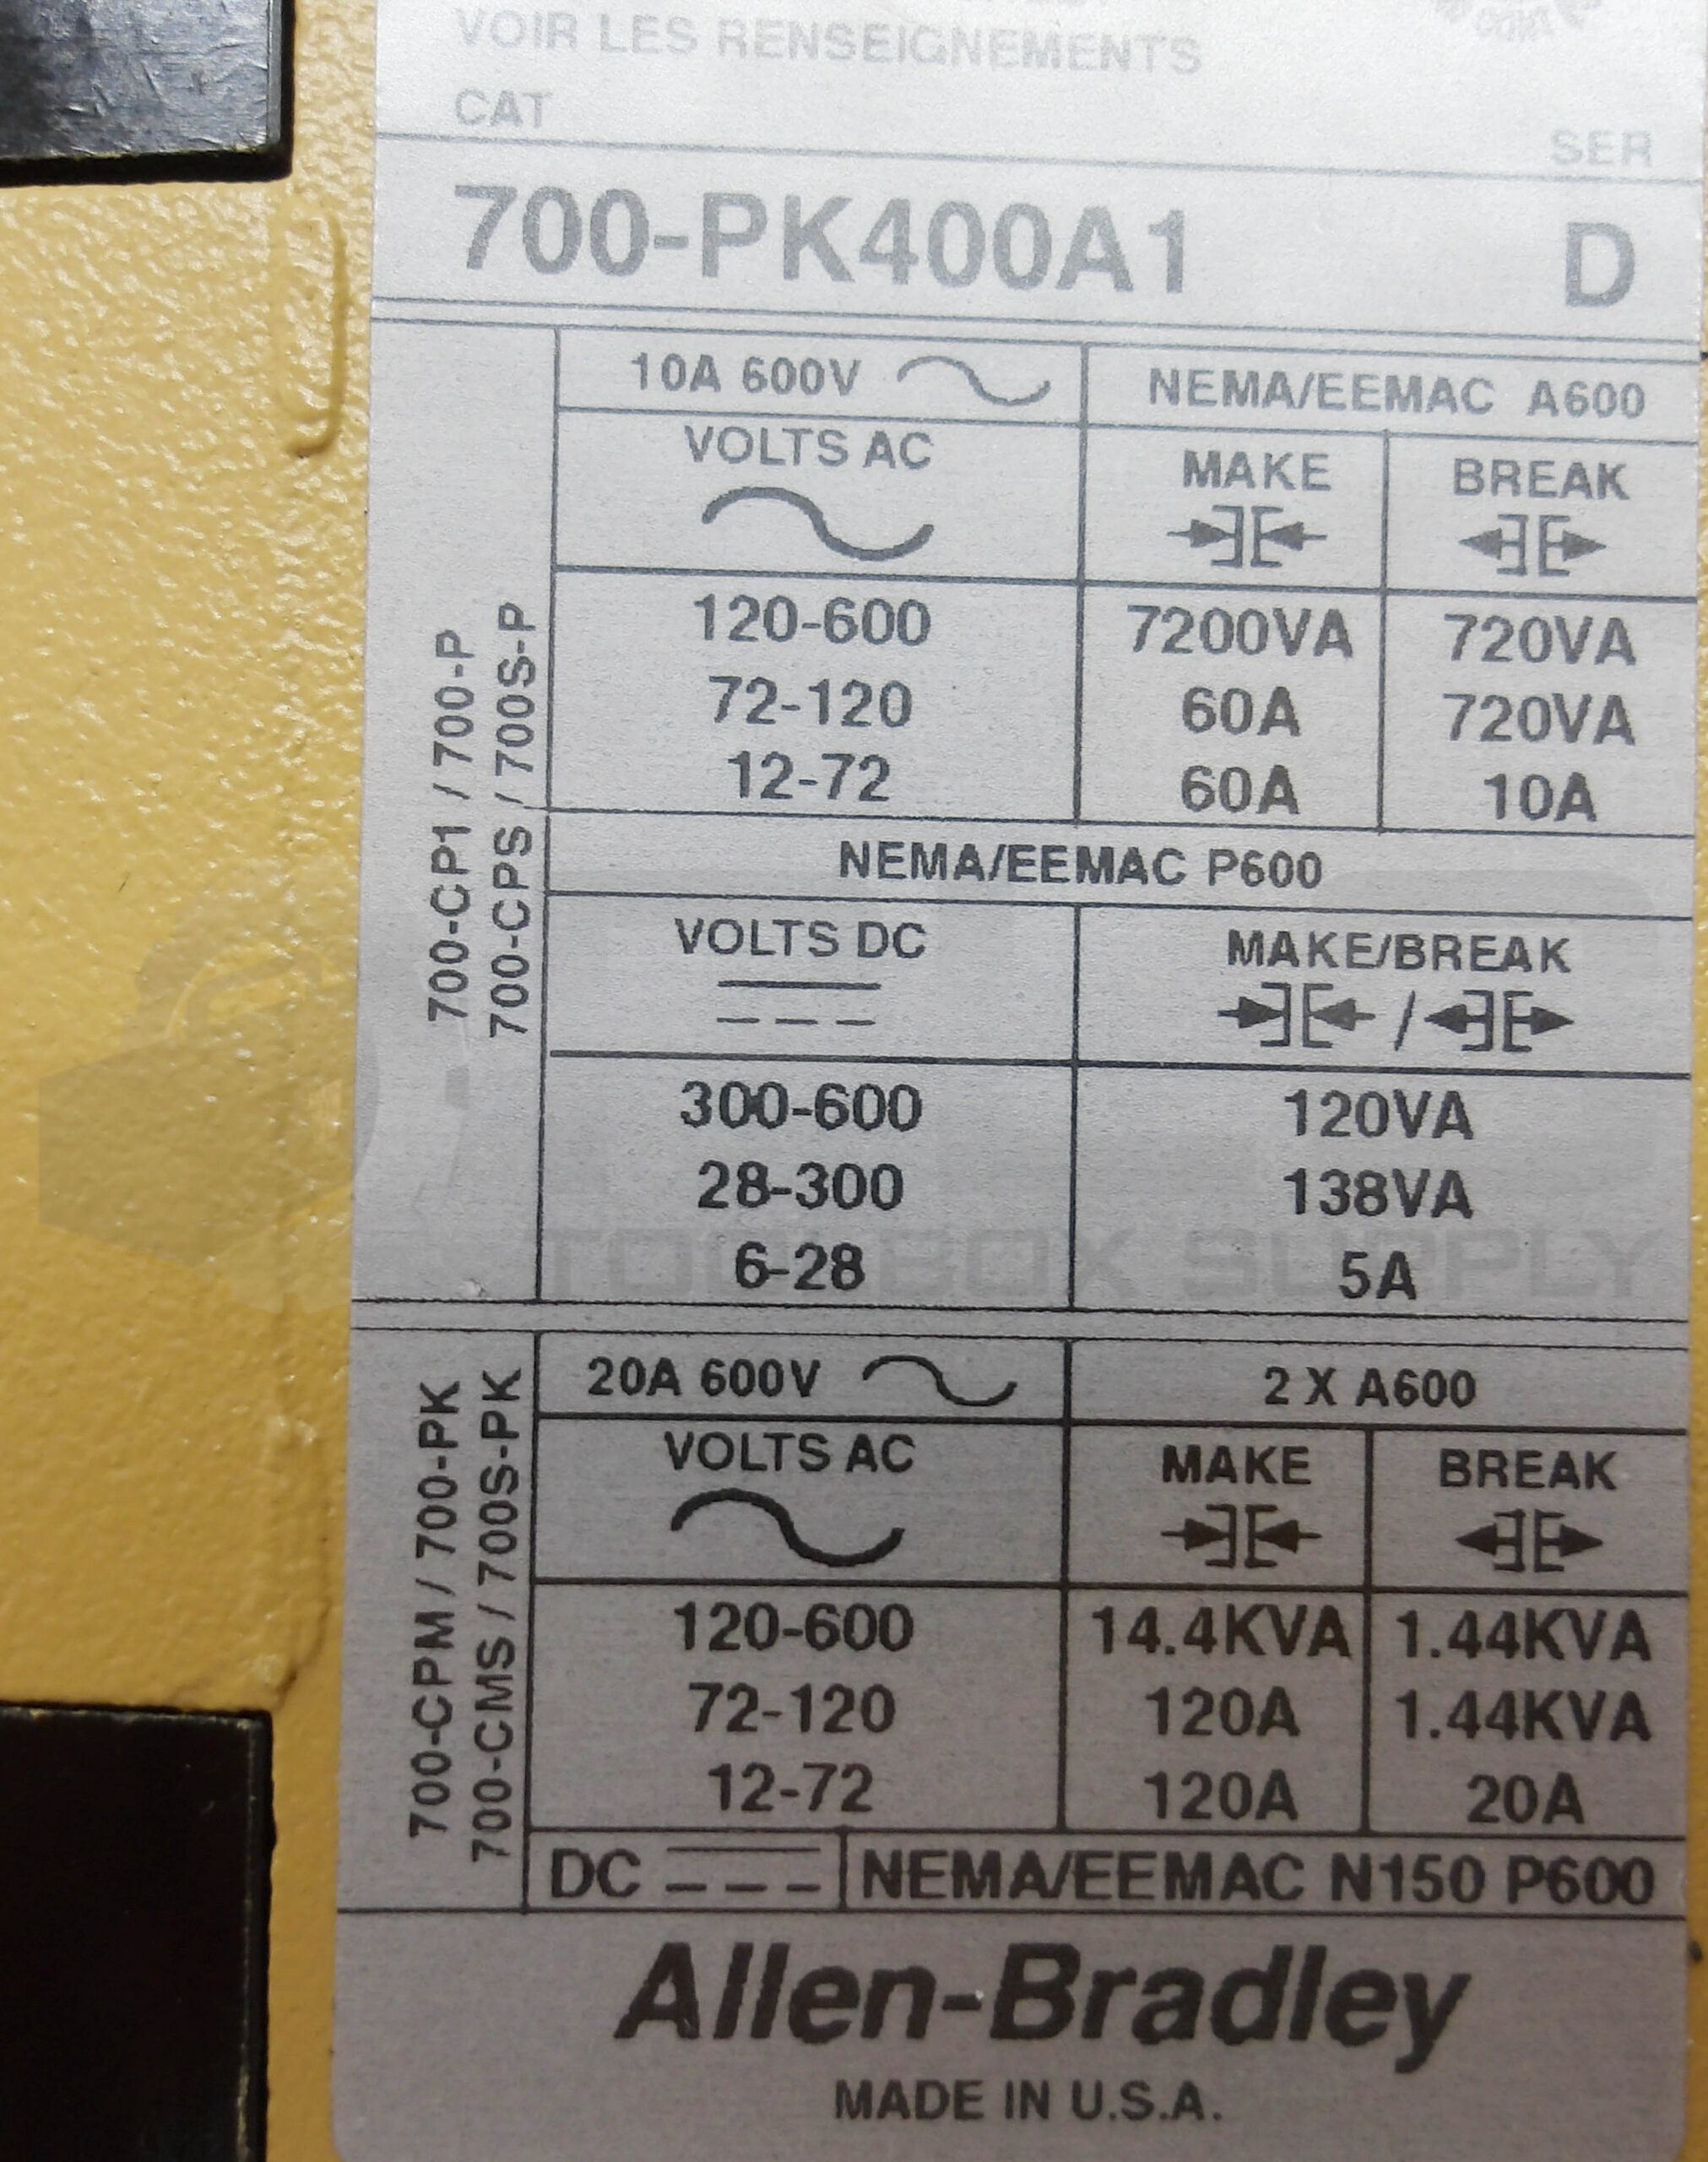 VOIR LES RENSEIGNEMENTS
CAT
SER
700-PK400A1 D
700-CP1 / 700-P
700-CPS / 700S-P
10A 600V NEMA/EEMAC A600
VOLTS AC MAKE BREAK
120-600 7200VA 720VA
72-120 60A 720VA
12-72 60A 10A
NEMA/EEMAC P600
VOLTS DC MAKE/BREAK
/
300-600 120VA
28-300 138VA
6-28 5A
TOOLBOX SUPPLY
700-CPM / 700-PK
700-CMS / 700S-PK
20A 600V 2 X A600
VOLTS AC MAKE BREAK
120-600 14.4KVA 1.44KVA
72-120 120A 1.44KVA
12-72 120A 20A
DC NEMA/EEMAC N150 P600
Allen-Bradley
MADE IN U.S.A.